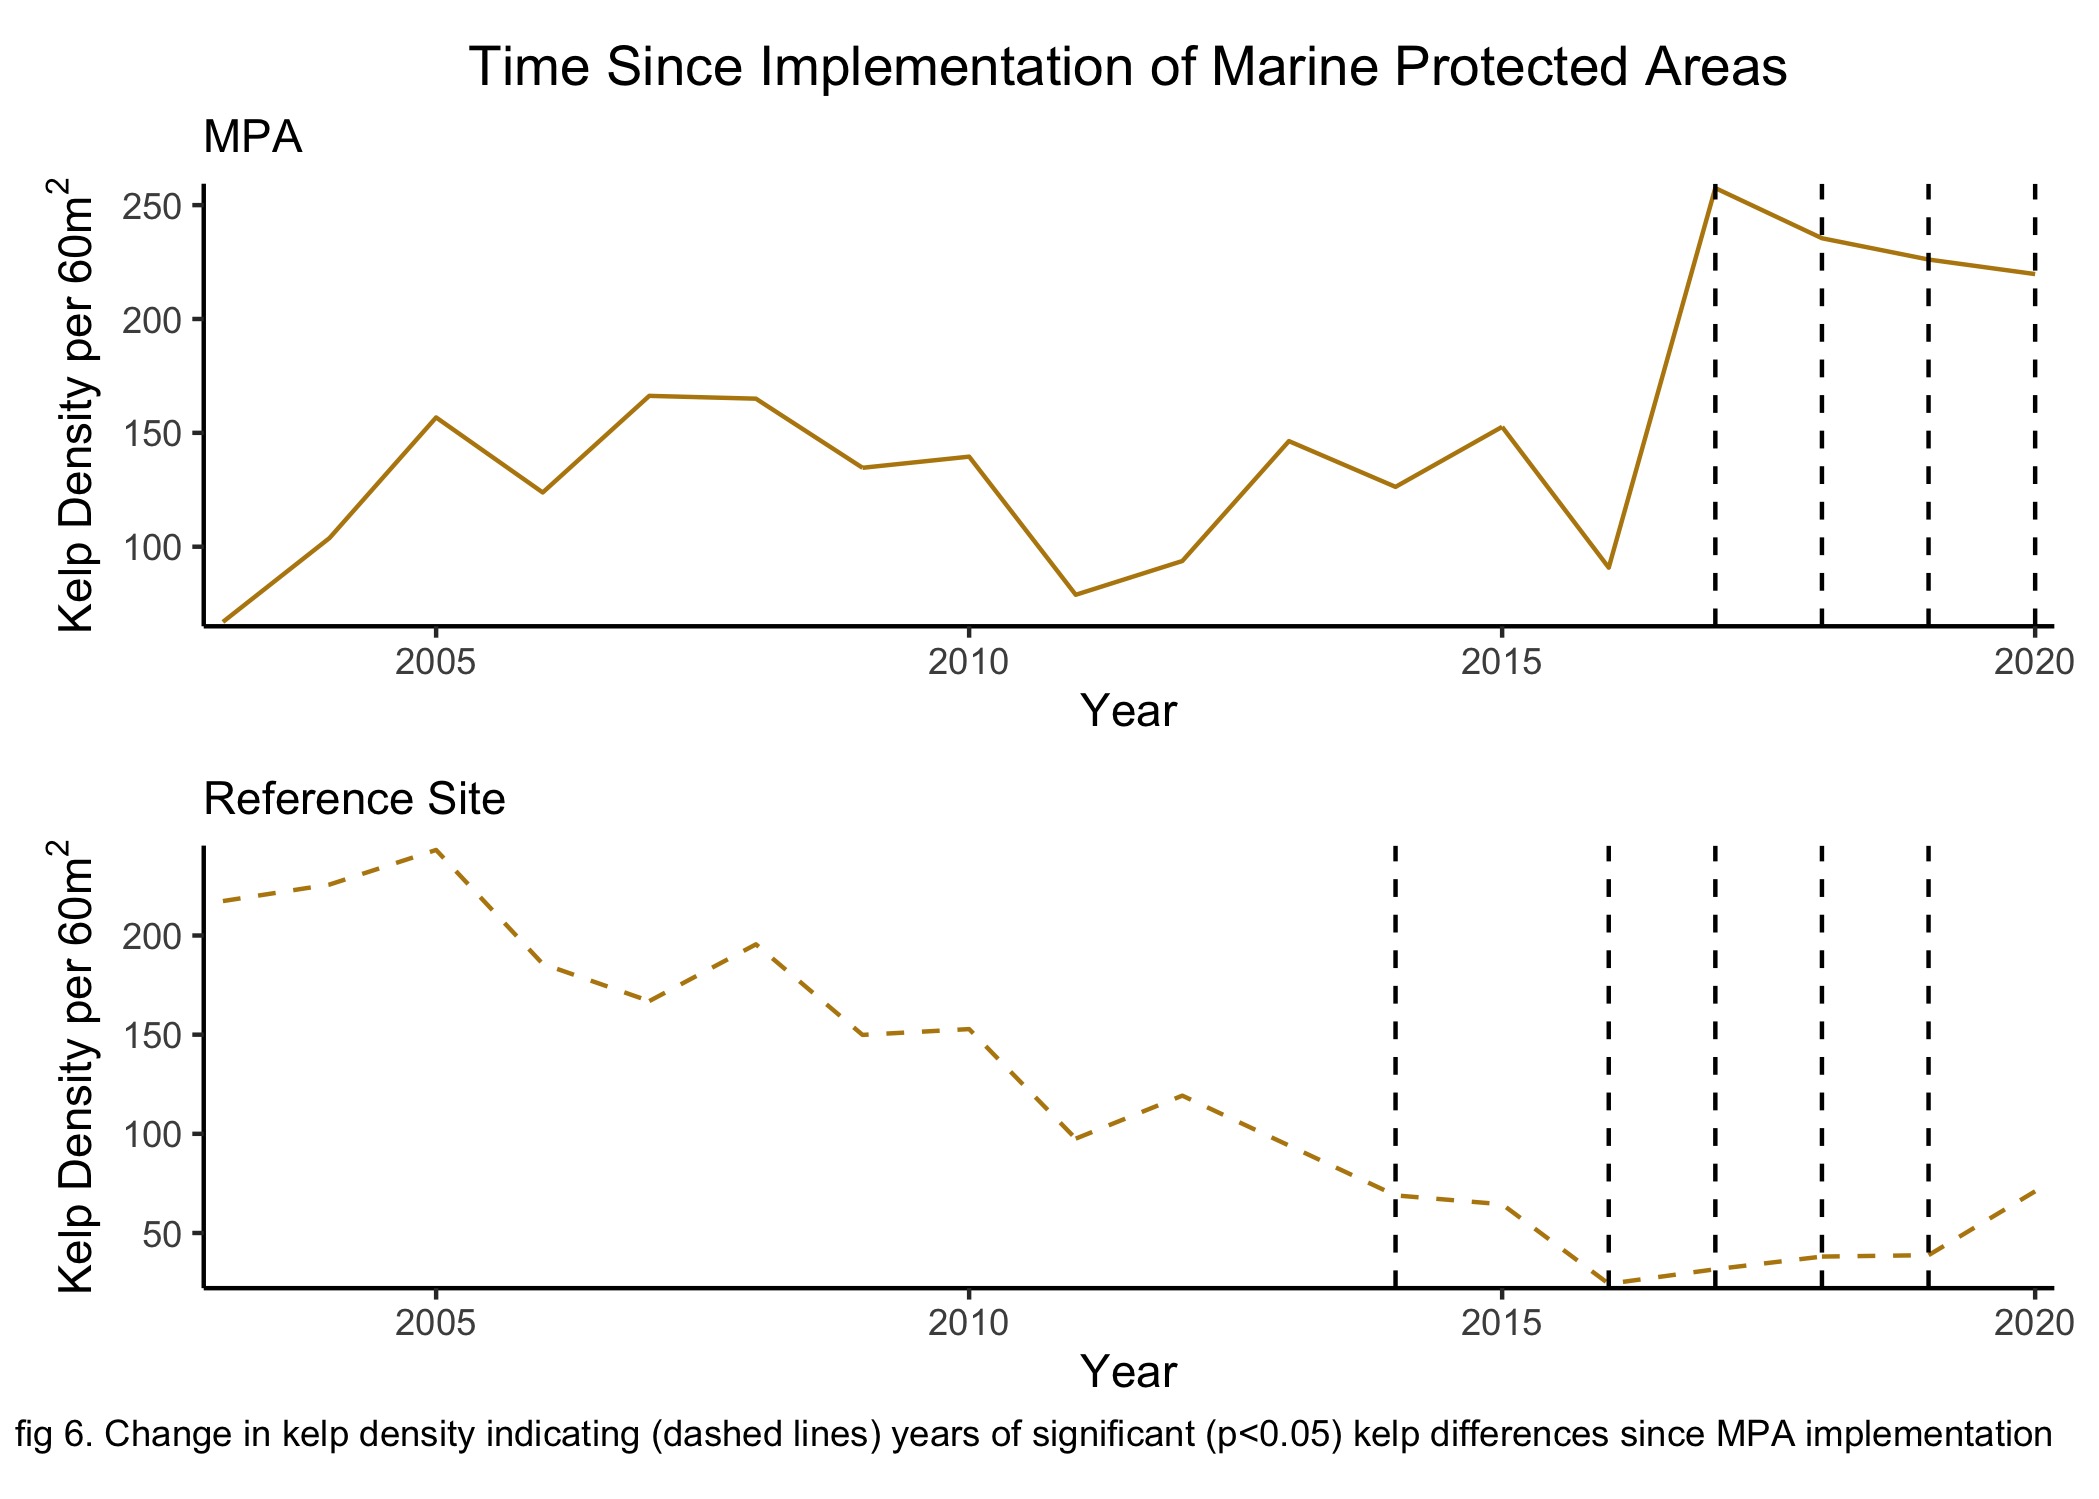 Time Since Implementation of Marine Protected Areas
MPA
Kelp Density per 60m²
250
200
150
100
2005 2010 2015 2020
Year
Reference Site
Kelp Density per 60m²
200
150
100
50
2005 2010 2015 2020
Year
fig 6. Change in kelp density indicating (dashed lines) years of significant (p<0.05) kelp differences since MPA implementation